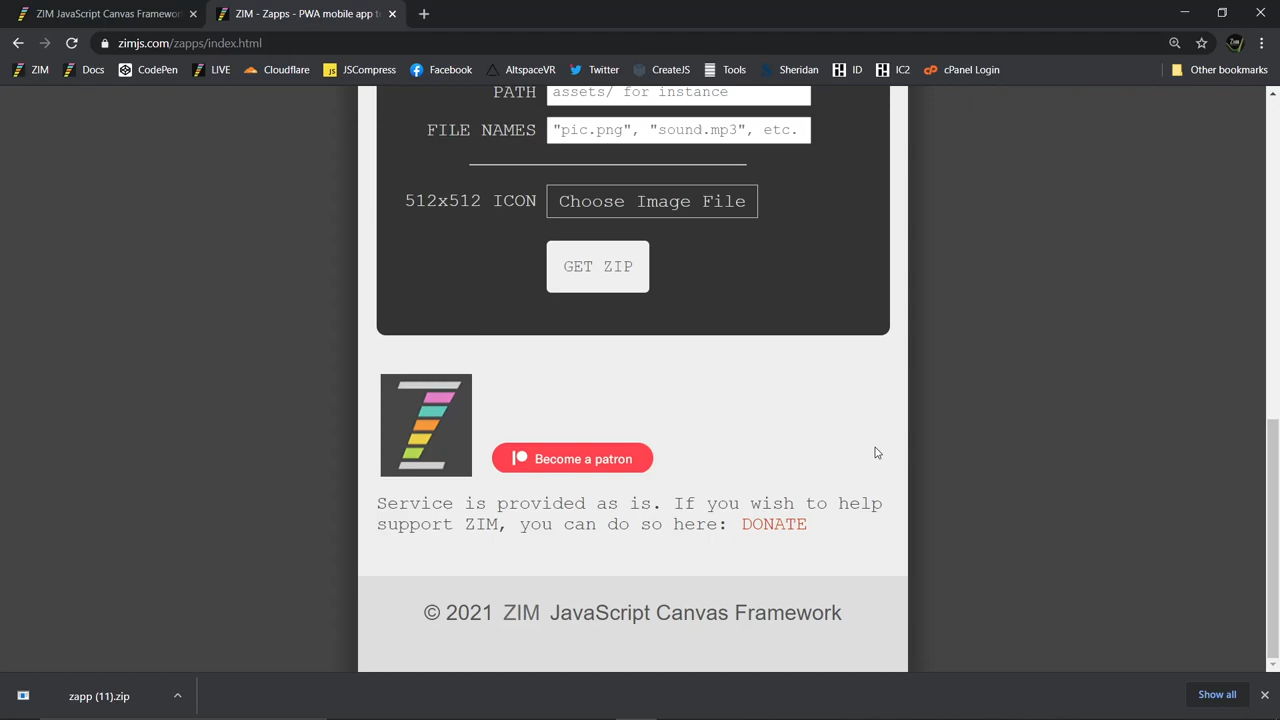 ZIM JavaScript Canvas Framework
ZIM - Zapps - PWA mobile app t
zimjs.com/zapps/index.html
ZIM Docs CodePen LIVE Cloudflare JSCompress Facebook AltspaceVR Twitter CreateJS Tools Sheridan ID IC2 cPanel Login Other bookmarks
PATH assets/ for instance
FILE NAMES "pic.png", "sound.mp3", etc.
512x512 ICON Choose Image File
GET ZIP
Become a patron
Service is provided as is. If you wish to help
support ZIM, you can do so here: DONATE
© 2021 ZIM JavaScript Canvas Framework
zapp (11).zip
Show all